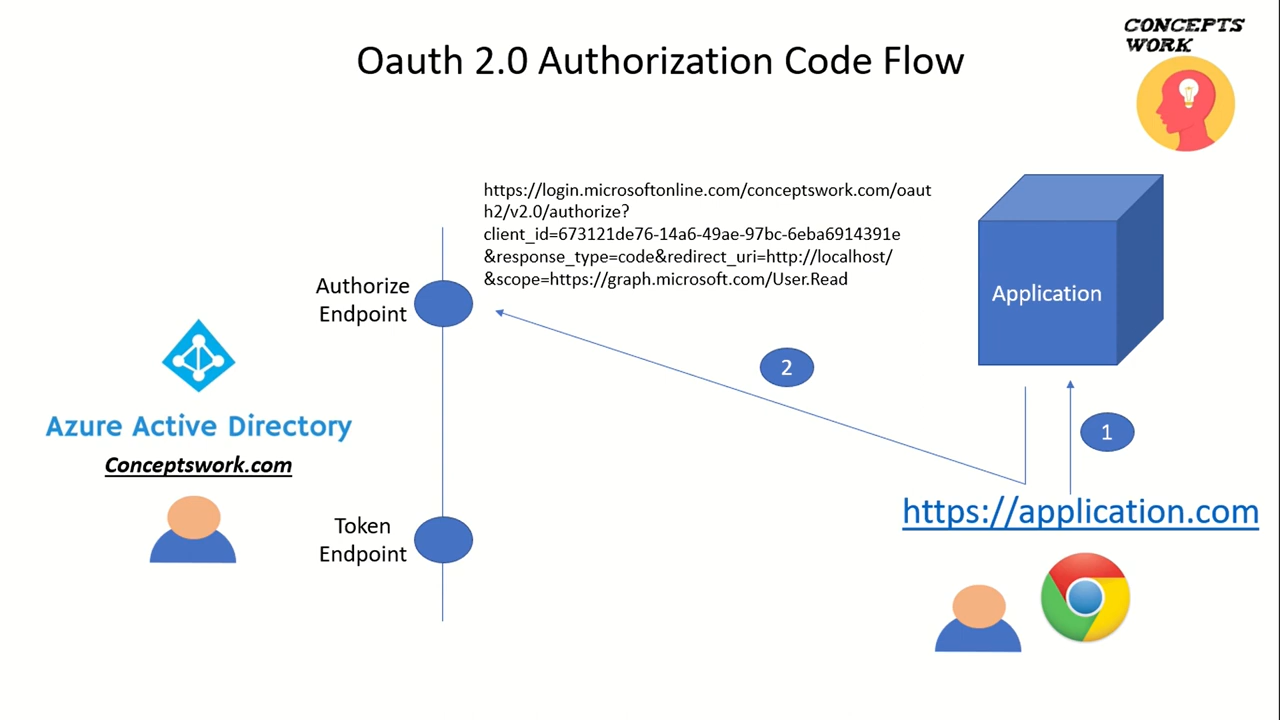 CONCEPTS
WORK
Oauth 2.0 Authorization Code Flow
https://login.microsoftonline.com/conceptswork.com/oaut
h2/v2.0/authorize?
client_id=673121de76-14a6-49ae-97bc-6eba6914391e
&response_type=code&redirect_uri=http://localhost/
&scope=https://graph.microsoft.com/User.Read
Authorize
Endpoint
Application
2
1
Azure Active Directory
Conceptswork.com
Token
Endpoint
https://application.com